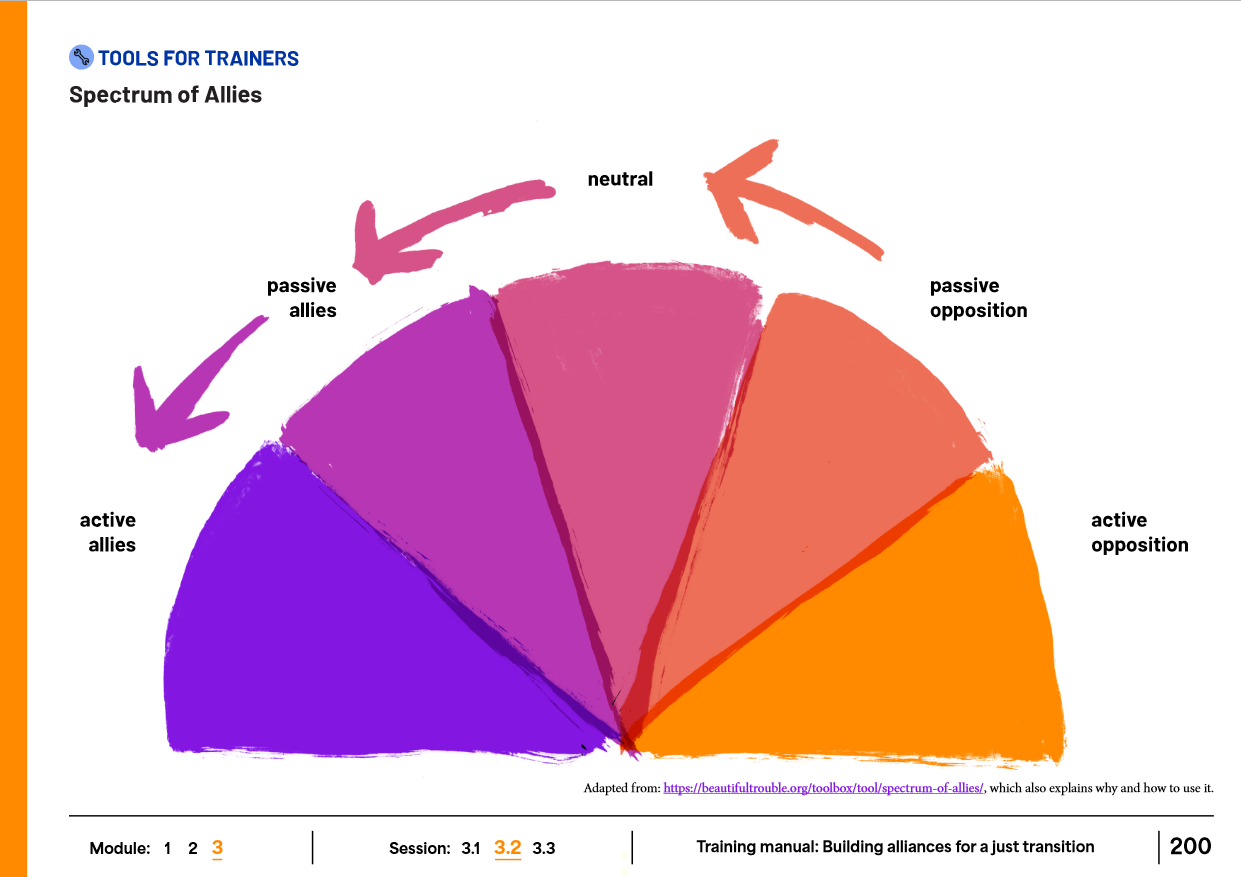 TOOLS FOR TRAINERS
Spectrum of Allies
neutral
passive
allies
passive
opposition
active
allies
active
opposition
Adapted from: https://beautifultrouble.org/toolbox/tool/spectrum-of-allies/, which also explains why and how to use it.
Module: 1 2 3
Session: 3.1 3.2 3.3
Training manual: Building alliances for a just transition
200